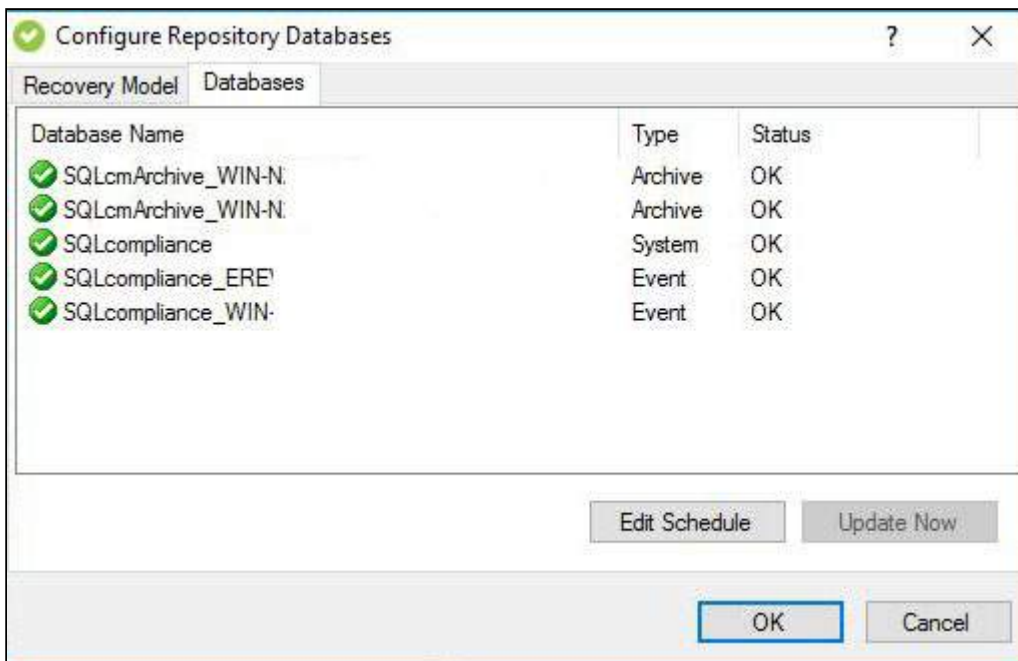 Configure Repository Databases ? X
Recovery Model Databases
Database Name Type Status
SQLcmArchive_WIN-N: Archive OK
SQLcmArchive_WIN-N: Archive OK
SQLcompliance System OK
SQLcompliance_ERE' Event OK
SQLcompliance_WIN- Event OK
Edit Schedule Update Now
OK Cancel